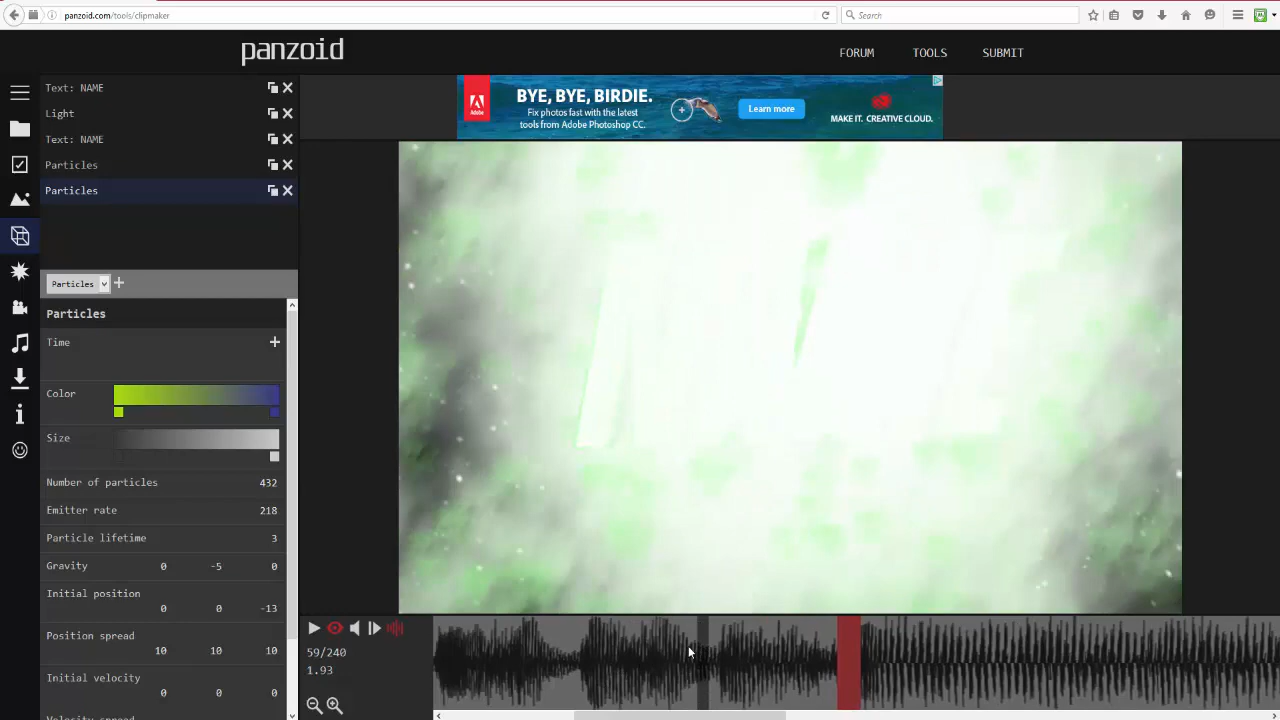 panzoid.com/tools/clipmaker
Search
panzoid
FORUM
TOOLS
SUBMIT
Text: NAME
Light
Text: NAME
Particles
Particles
BYE, BYE, BIRDIE.
Fix photos fast with the latest
tools from Adobe Photoshop CC.
Learn more
MAKE IT. CREATIVE CLOUD.
Adobe
Particles
Particles
Time
Color
Size
Number of particles 432
Emitter rate 218
Particle lifetime 3
Gravity 0 -5 0
Initial position
0 0 -13
Position spread
10 10 10
Initial velocity
0 0 0
Velocity spread
59/240
1.93